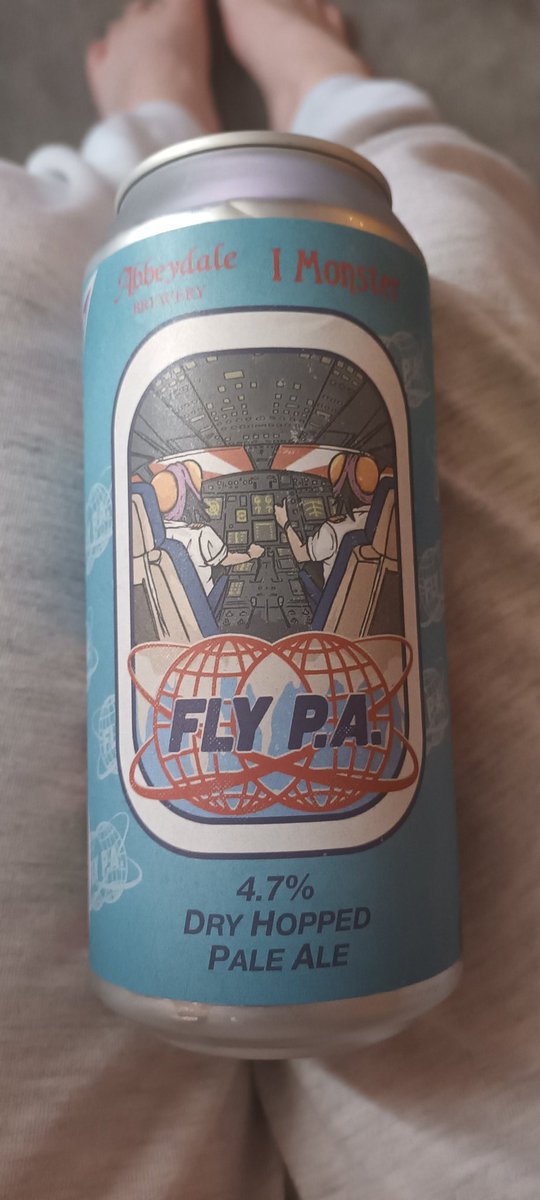 Abbeydale I Monster
BREWERY
FLY P.A.
4.7%
DRY HOPPED
PALE ALE